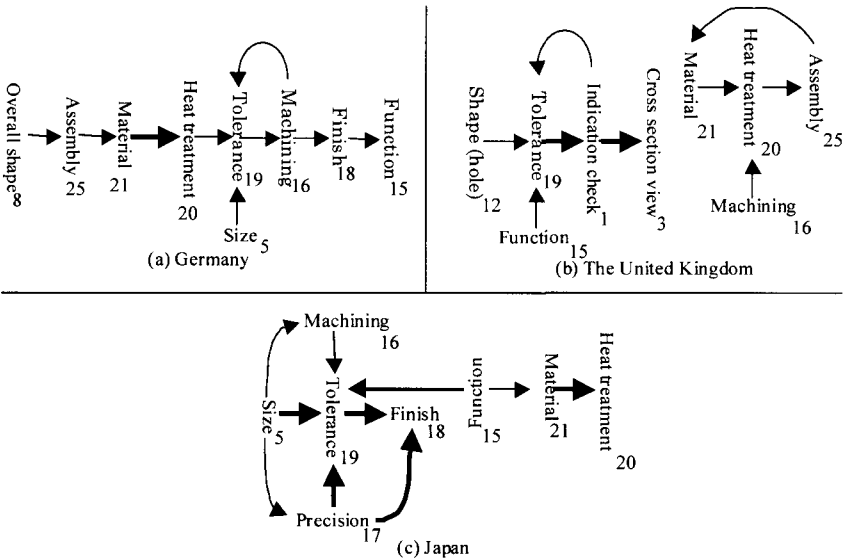 Overall shape 8
Assembly 25
Material 21
Heat treatment 20
Tolerance 19
Machining 16
Finish 18
Function 15
Size 5
(a) Germany
Shape (hole) 12
Tolerance 19
Indication check 1
Cross section view 3
Function 15
Material 21
Heat treatment 20
Assembly 25
Machining 16
(b) The United Kingdom
Machining 16
Size 5
Tolerance 19
Finish 18
Function 15
Material 21
Heat treatment 20
Precision 17
(c) Japan